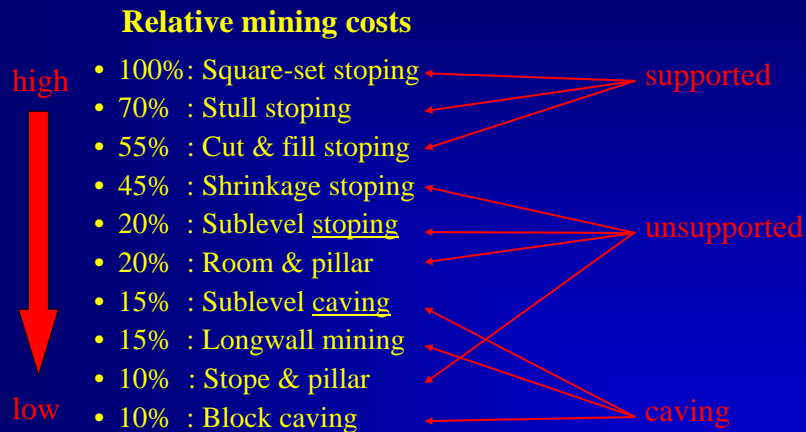 Relative mining costs
high
• 100%: Square-set stoping
supported
• 70% : Stull stoping
• 55% : Cut & fill stoping
• 45% : Shrinkage stoping
• 20% : Sublevel stoping
unsupported
• 20% : Room & pillar
• 15% : Sublevel caving
• 15% : Longwall mining
• 10% : Stope & pillar
low
• 10% : Block caving
caving